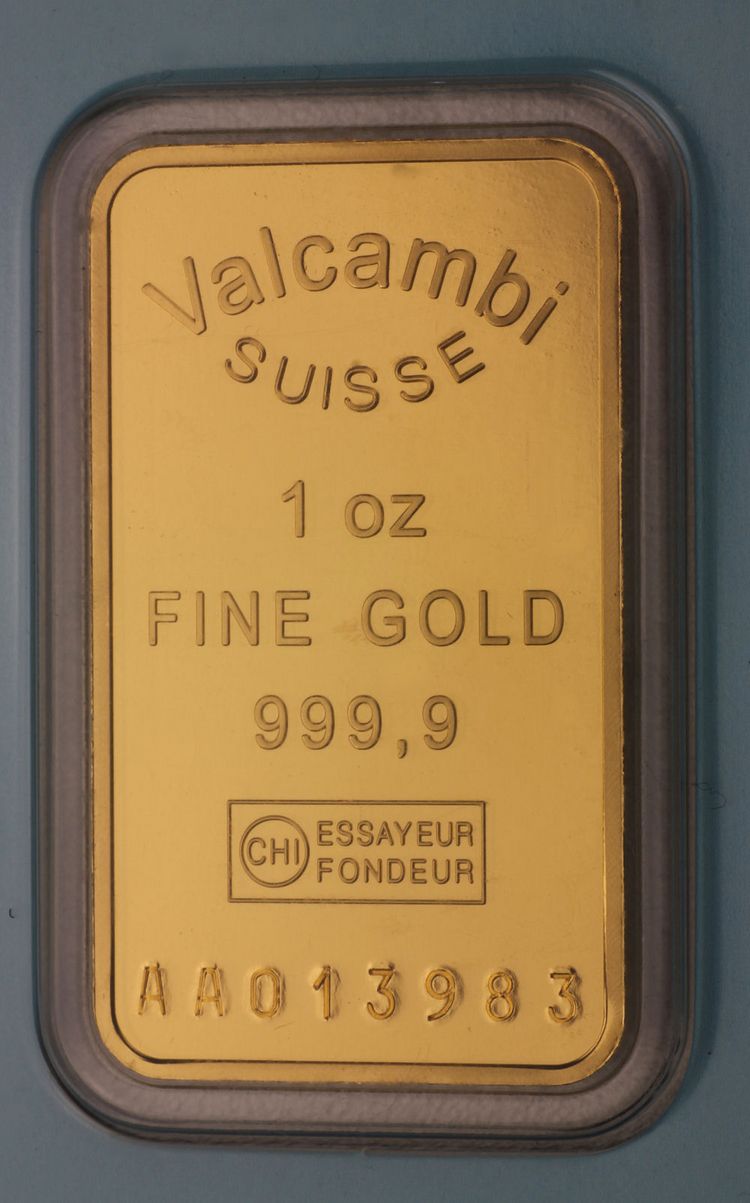 Valcambi
SUISSE
1 oz
FINE GOLD
999,9
CHI ESSAYEUR
FONDEUR
AA013983